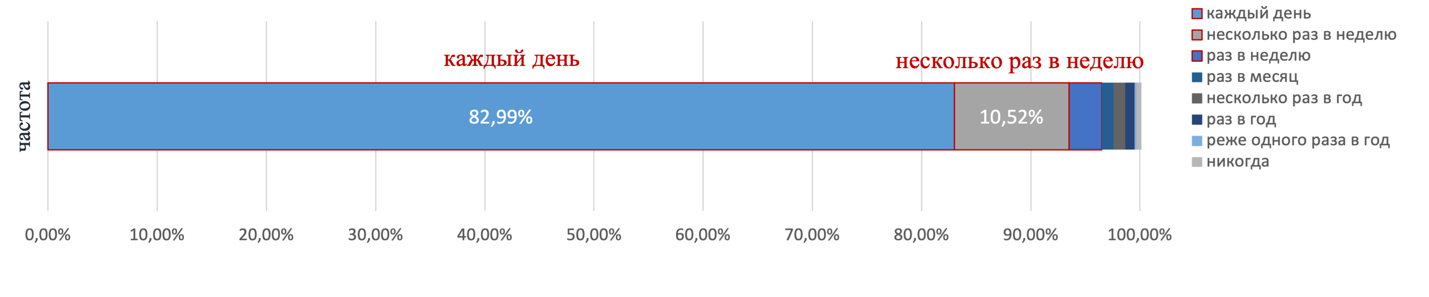 каждый день
несколько раз в неделю
частота
82,99%
10,52%
0,00%
10,00%
20,00%
30,00%
40,00%
50,00%
60,00%
70,00%
80,00%
90,00%
100,00%
каждый день
несколько раз в неделю
раз в неделю
раз в месяц
несколько раз в год
раз в год
реже одного раза в год
никогда